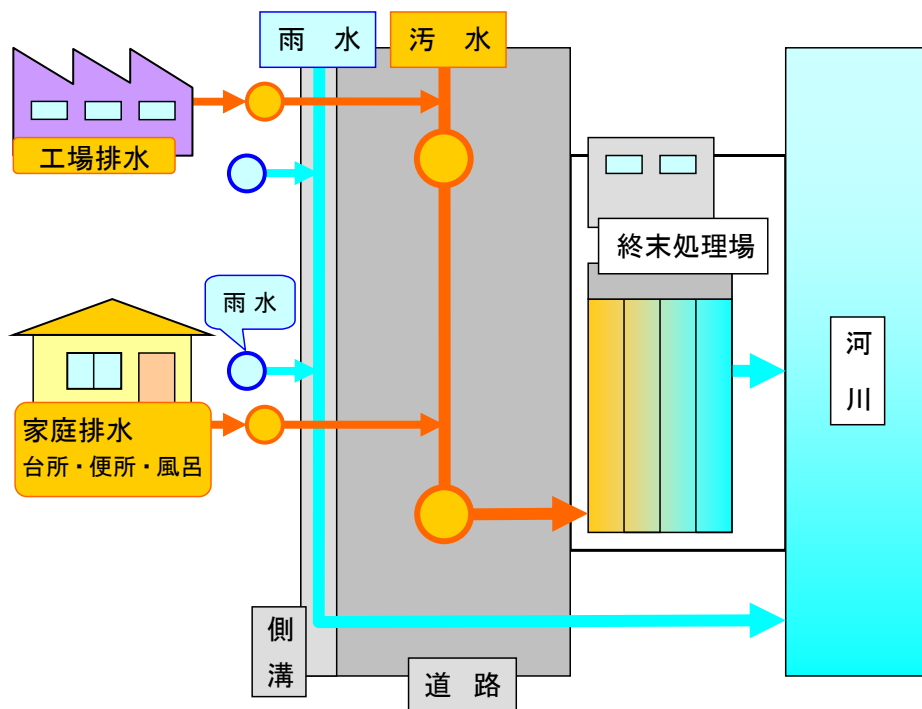 雨 水
汚 水
工場排水
終末処理場
雨 水
河
川
家庭排水
台所・便所・風呂
側
溝
道 路